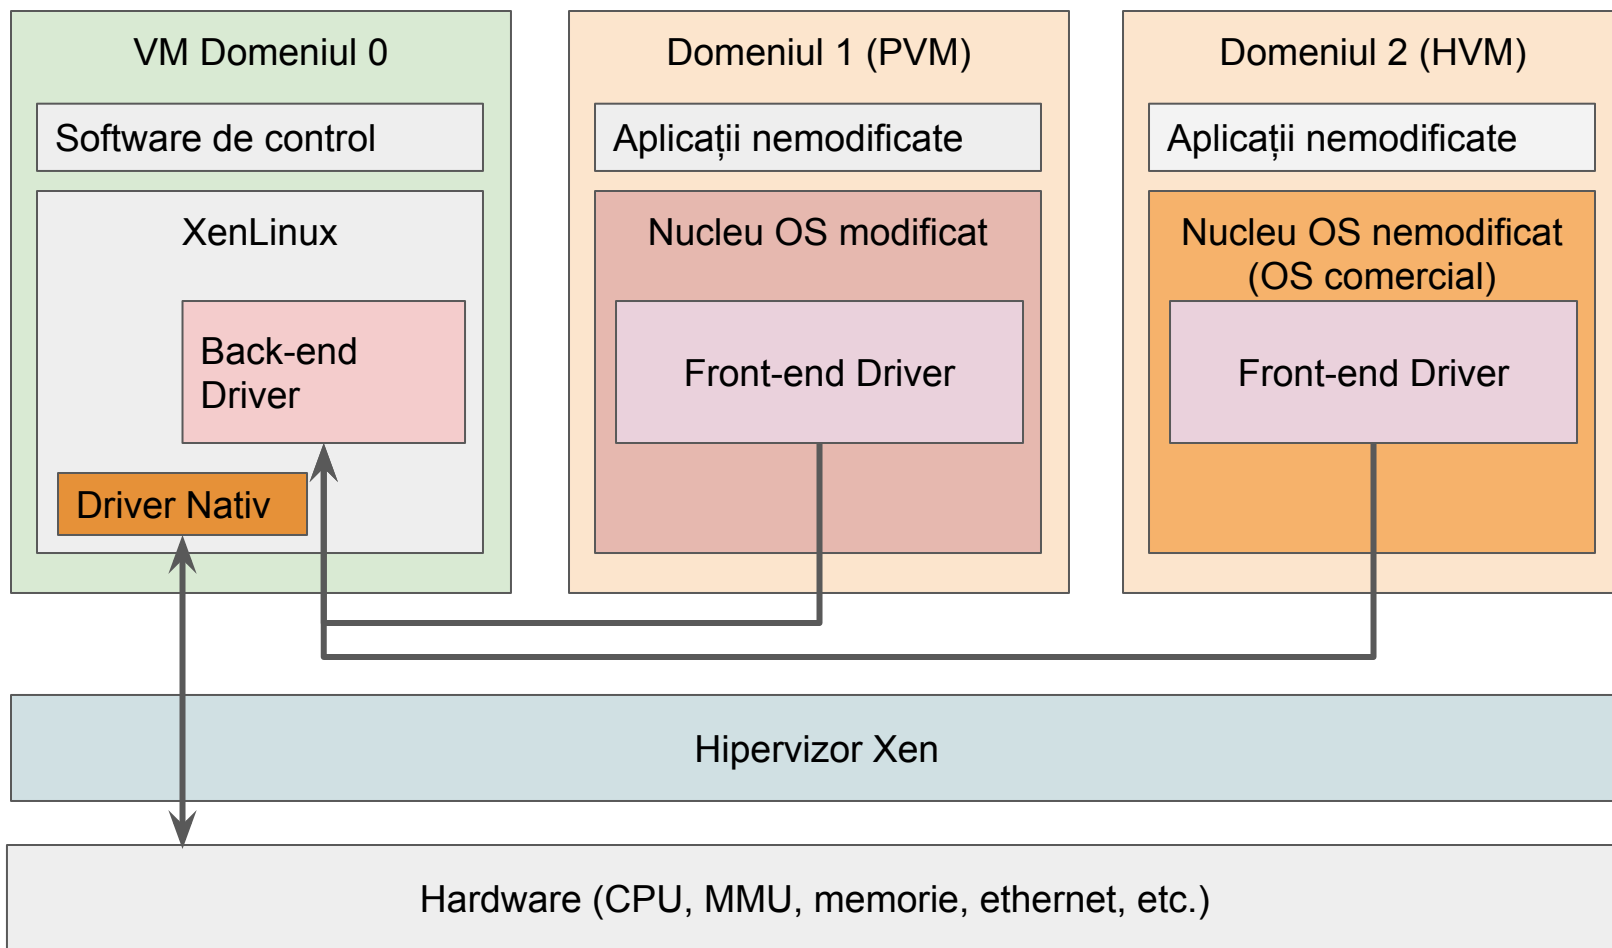 VM Domeniul 0
Software de control
XenLinux
Back-end
Driver
Driver Nativ
Domeniul 1 (PVM)
Aplicații nemodificate
Nucleu OS modificat
Front-end Driver
Domeniul 2 (HVM)
Aplicații nemodificate
Nucleu OS nemodificat
(OS comercial)
Front-end Driver
Hipervizor Xen
Hardware (CPU, MMU, memorie, ethernet, etc.)